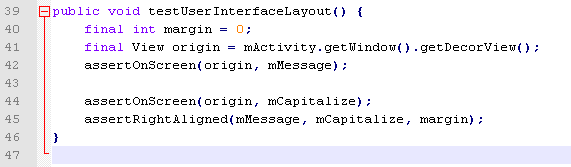 39 public void testUserInterfaceLayout() {
40     final int margin = 0;
41     final View origin = mActivity.getWindow().getDecorView();
42     assertOnScreen(origin, mMessage);
43
44     assertOnScreen(origin, mCapitalize);
45     assertRightAligned(mMessage, mCapitalize, margin);
46 }
47